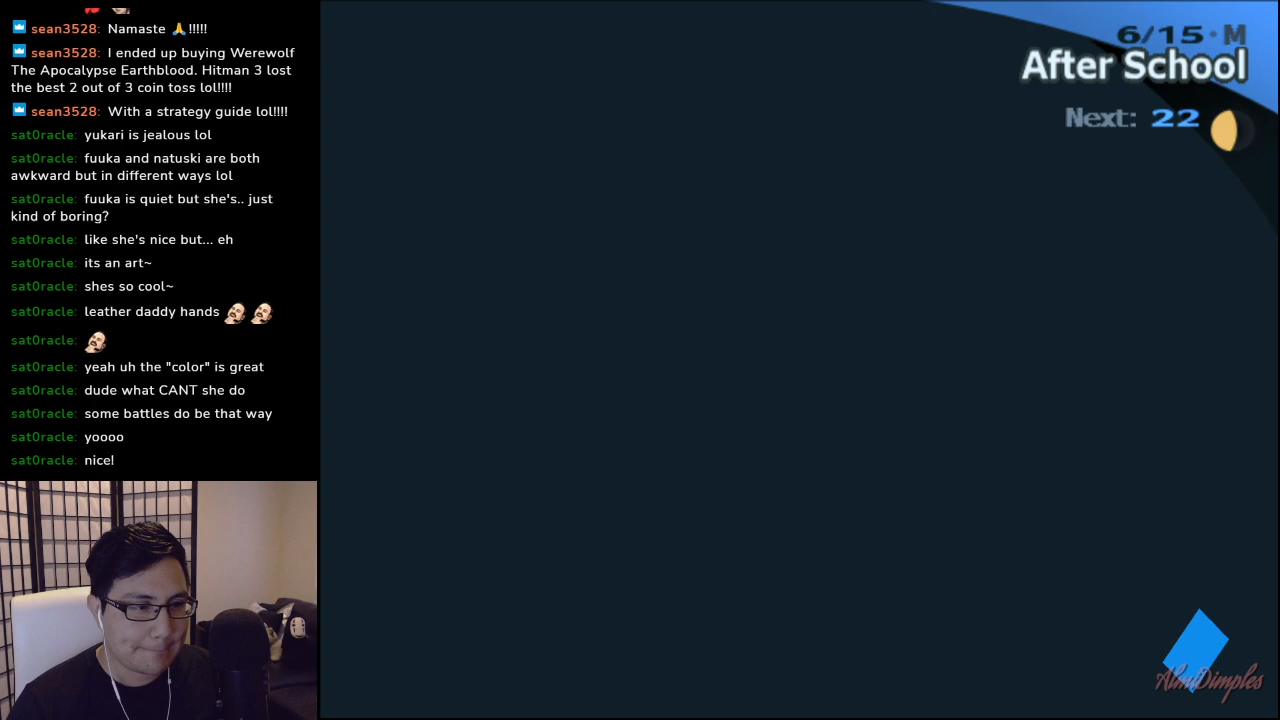 sean3528: Namaste 🙏!!!!!
sean3528: I ended up buying Werewolf
The Apocalypse Earthblood. Hitman 3 lost
the best 2 out of 3 coin toss lol!!!!
sean3528: With a strategy guide lol!!!!
sat0racle: yukari is jealous lol
sat0racle: fuuka and natuski are both
awkward but in different ways lol
sat0racle: fuuka is quiet but she's.. just
kind of boring?
sat0racle: like she's nice but... eh
sat0racle: its an art~
sat0racle: shes so cool~
sat0racle: leather daddy hands
sat0racle:
sat0racle: yeah uh the "color" is great
sat0racle: dude what CANT she do
sat0racle: some battles do be that way
sat0racle: yoooo
sat0racle: nice!
6/15·M
After School
Next: 22